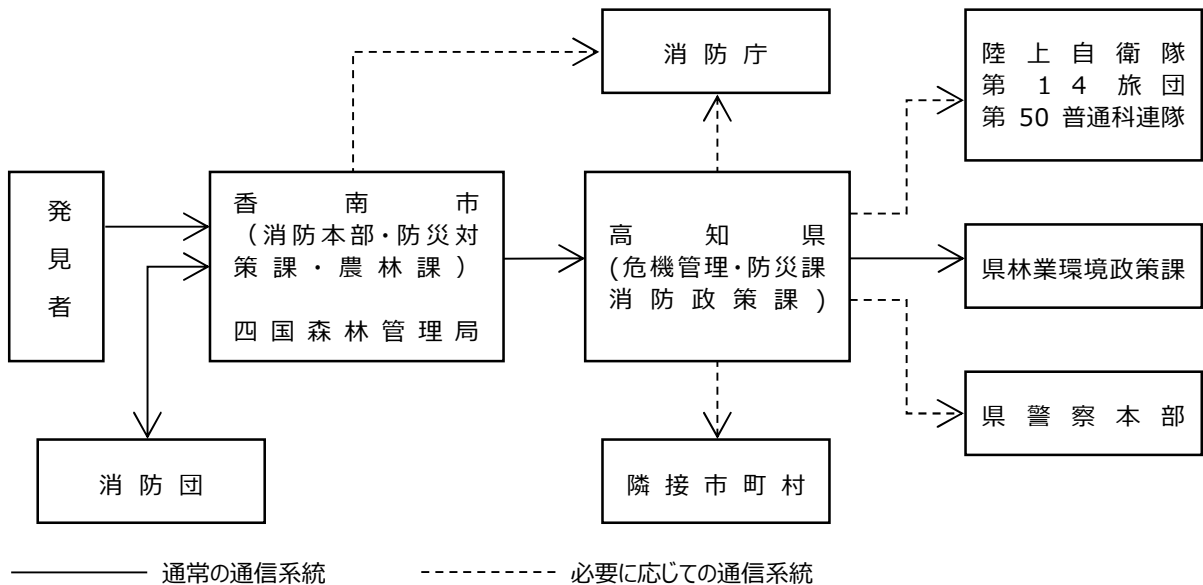 消防庁
陸上自衛隊
第14旅団
第50普通科連隊
発見者
香南市
（消防本部・防災対
策課・農林課）
四国森林管理局
高知県
(危機管理・防災課
消防政策課)
県林業環境政策課
県警察本部
消防団
隣接市町村
通常の通信系統
必要に応じての通信系統